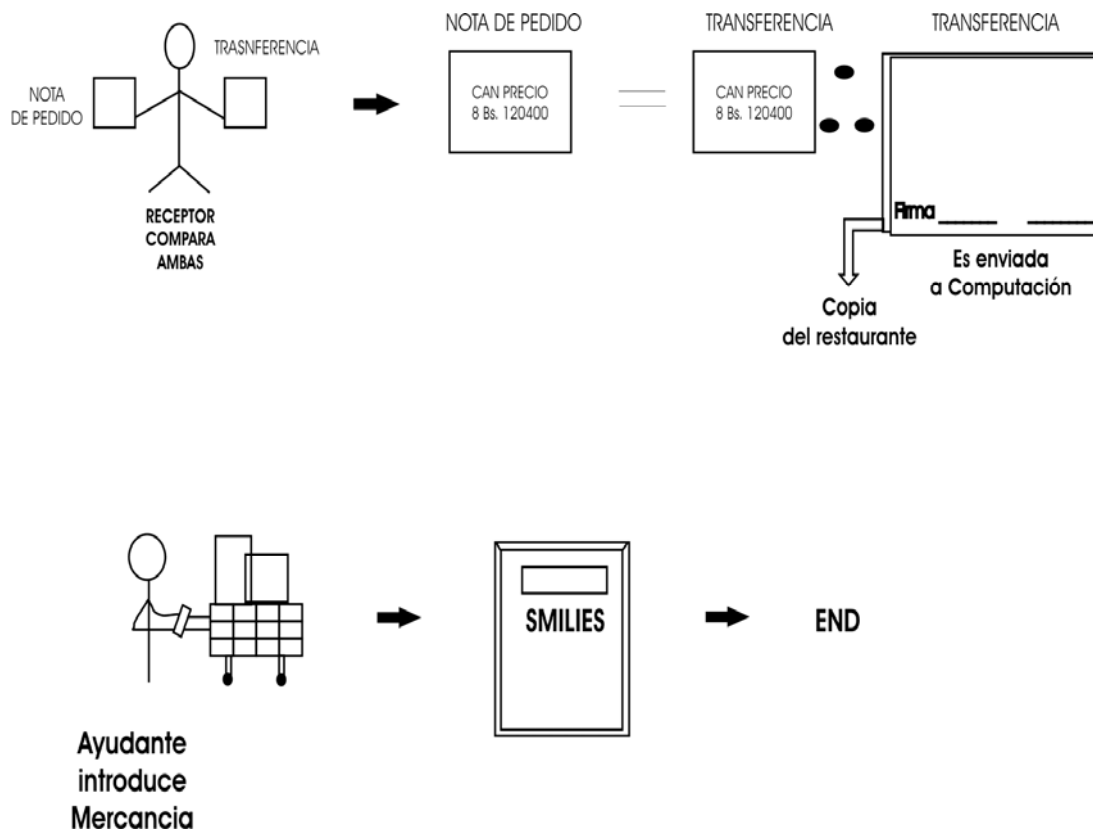 TRASNFERENCIA
NOTA
DE PEDIDO
RECEPTOR
COMPARA
AMBAS
NOTA DE PEDIDO
CAN PRECIO
8 Bs. 120400
TRANSFERENCIA
CAN PRECIO
8 Bs. 120400
TRANSFERENCIA
Firma
Es enviada
a Computación
Copia
del restaurante
Ayudante
introduce
Mercancia
SMILIES
END